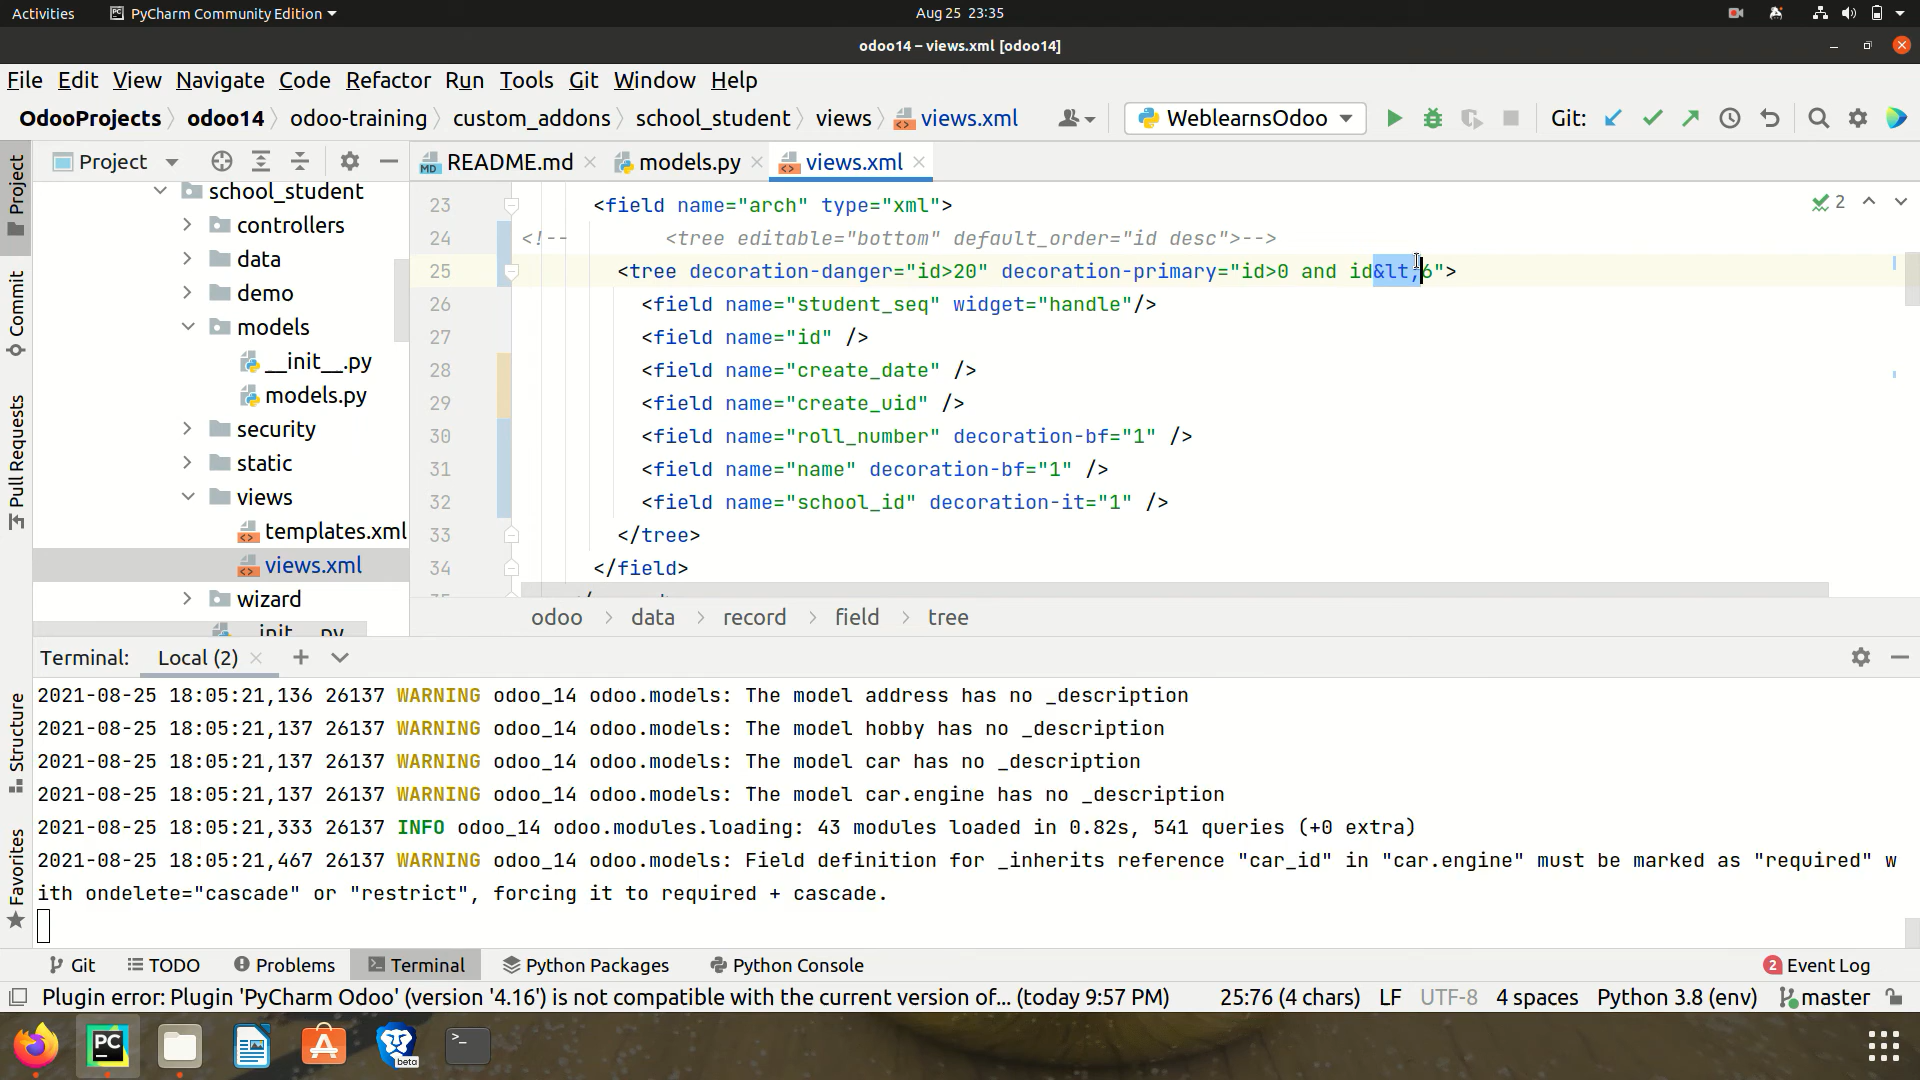 Activities PyCharm Community Edition Aug 25 23:35
odoo14 – views.xml [odoo14]
File Edit View Navigate Code Refactor Run Tools Git Window Help
OdooProjects odoo14 odoo-training custom_addons school_student views views.xml WeblearnsOdoo Git:
Project README.md models.py views.xml
Project
Commit
Pull Requests
Structure
Favorites
school_student
controllers
data
demo
models
__init__.py
models.py
security
static
views
templates.xml
views.xml
wizard
__init__.py
2
23 <field name="arch" type="xml">
24 <!-- <tree editable="bottom" default_order="id desc">-->
25 <tree decoration-danger="id>20" decoration-primary="id>0 and id&lt;6">
26 <field name="student_seq" widget="handle"/>
27 <field name="id" />
28 <field name="create_date" />
29 <field name="create_uid" />
30 <field name="roll_number" decoration-bf="1" />
31 <field name="name" decoration-bf="1" />
32 <field name="school_id" decoration-it="1" />
33 </tree>
34 </field>
odoo data record field tree
Terminal: Local (2)
2021-08-25 18:05:21,136 26137 WARNING odoo_14 odoo.models: The model address has no _description
2021-08-25 18:05:21,137 26137 WARNING odoo_14 odoo.models: The model hobby has no _description
2021-08-25 18:05:21,137 26137 WARNING odoo_14 odoo.models: The model car has no _description
2021-08-25 18:05:21,137 26137 WARNING odoo_14 odoo.models: The model car.engine has no _description
2021-08-25 18:05:21,333 26137 INFO odoo_14 odoo.modules.loading: 43 modules loaded in 0.82s, 541 queries (+0 extra)
2021-08-25 18:05:21,467 26137 WARNING odoo_14 odoo.models: Field definition for _inherits reference "car_id" in "car.engine" must be marked as "required" w
ith ondelete="cascade" or "restrict", forcing it to required + cascade.
Git TODO Problems Terminal Python Packages Python Console 2 Event Log
Plugin error: Plugin 'PyCharm Odoo' (version '4.16') is not compatible with the current version of... (today 9:57 PM) 25:76 (4 chars) LF UTF-8 4 spaces Python 3.8 (env) master
PC
beta